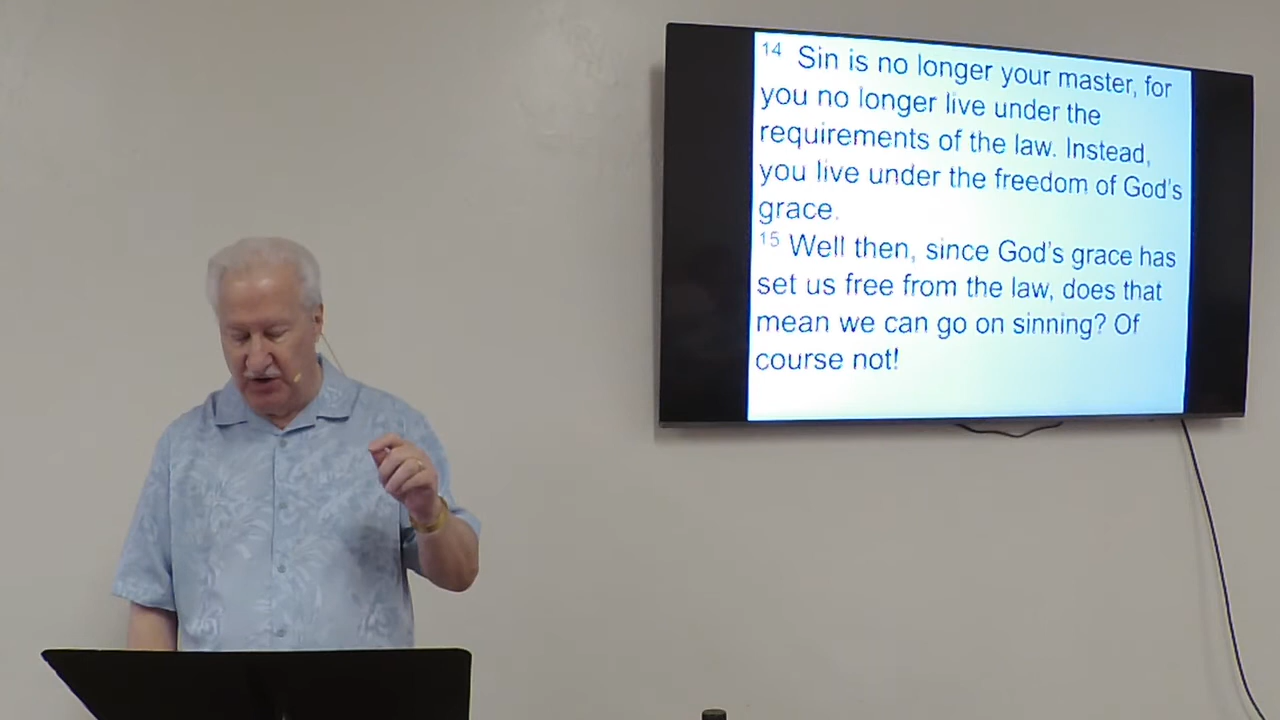 14 Sin is no longer your master, for
you no longer live under the
requirements of the law. Instead,
you live under the freedom of God's
grace.
15 Well then, since God's grace has
set us free from the law, does that
mean we can go on sinning? Of
course not!